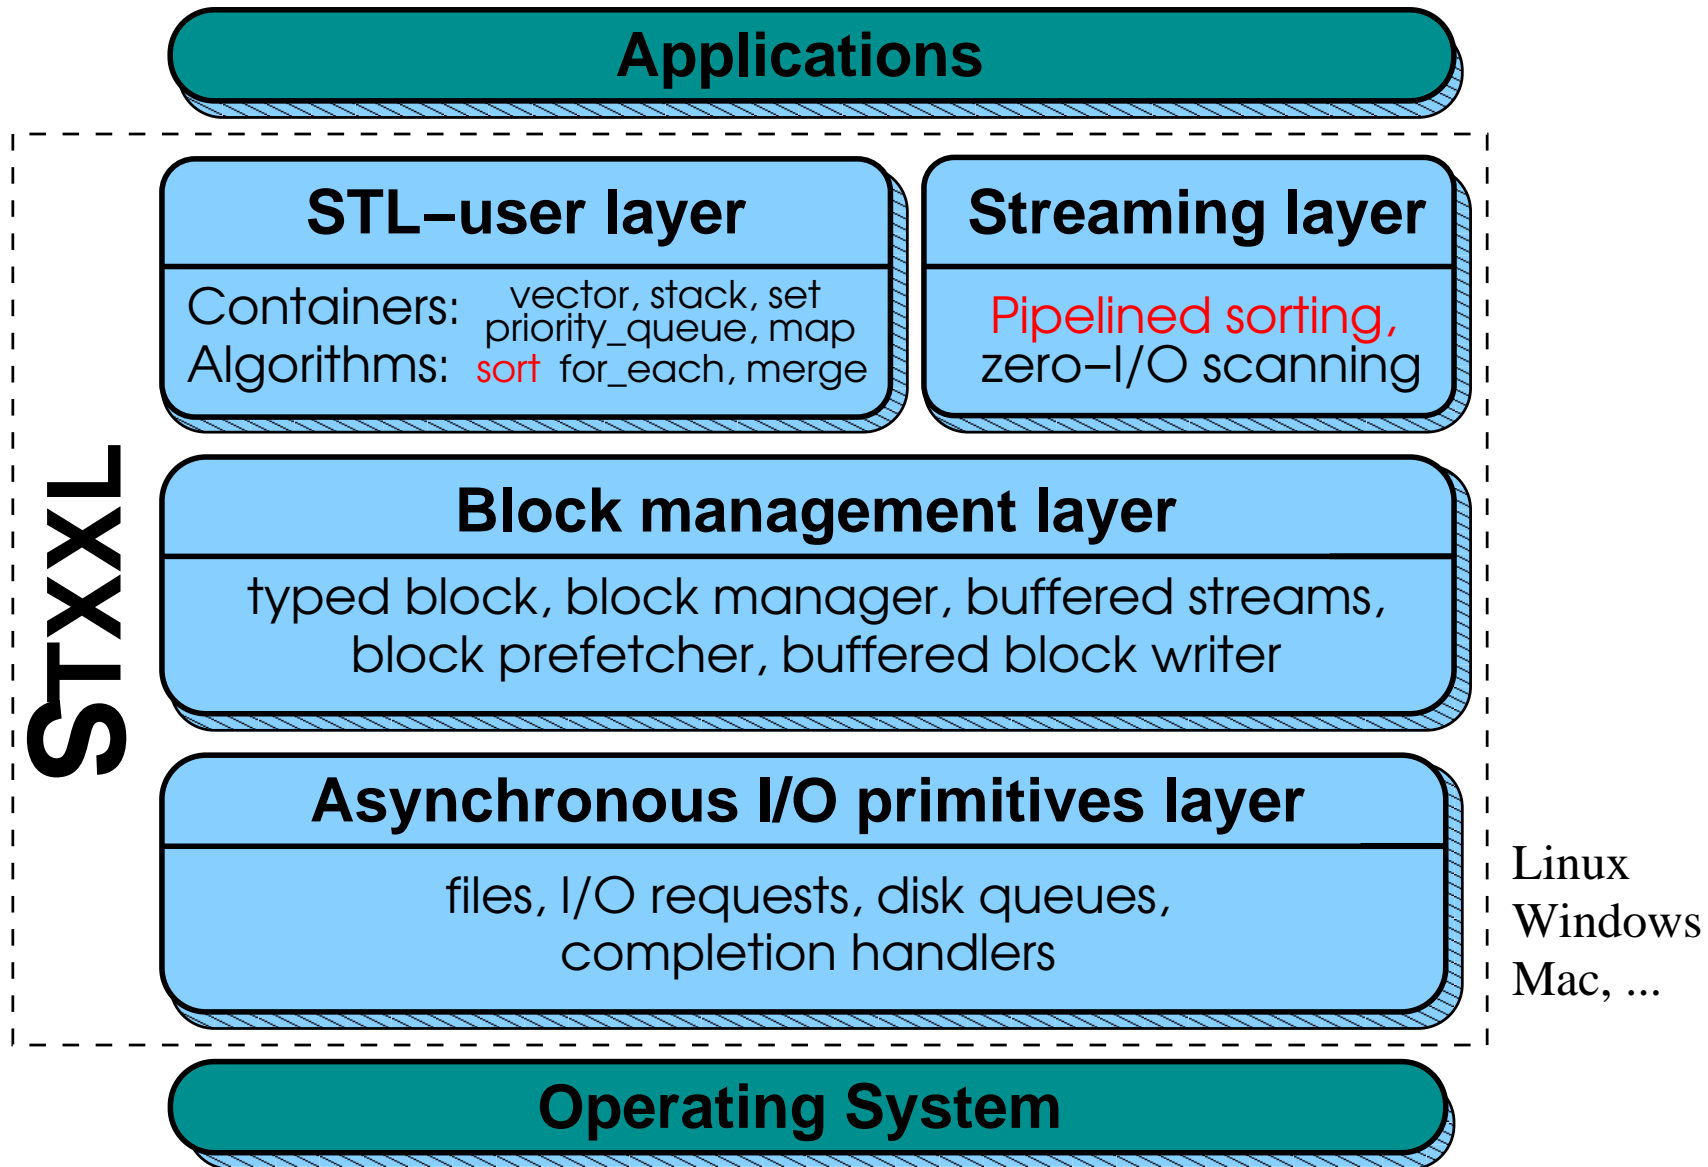 Applications
STL–user layer
Containers: vector, stack, set
priority_queue, map
Algorithms: sort for_each, merge
Streaming layer
Pipelined sorting,
zero–I/O scanning
STXXL
Block management layer
typed block, block manager, buffered streams,
block prefetcher, buffered block writer
Asynchronous I/O primitives layer
files, I/O requests, disk queues,
completion handlers
Linux
Windows
Mac, ...
Operating System